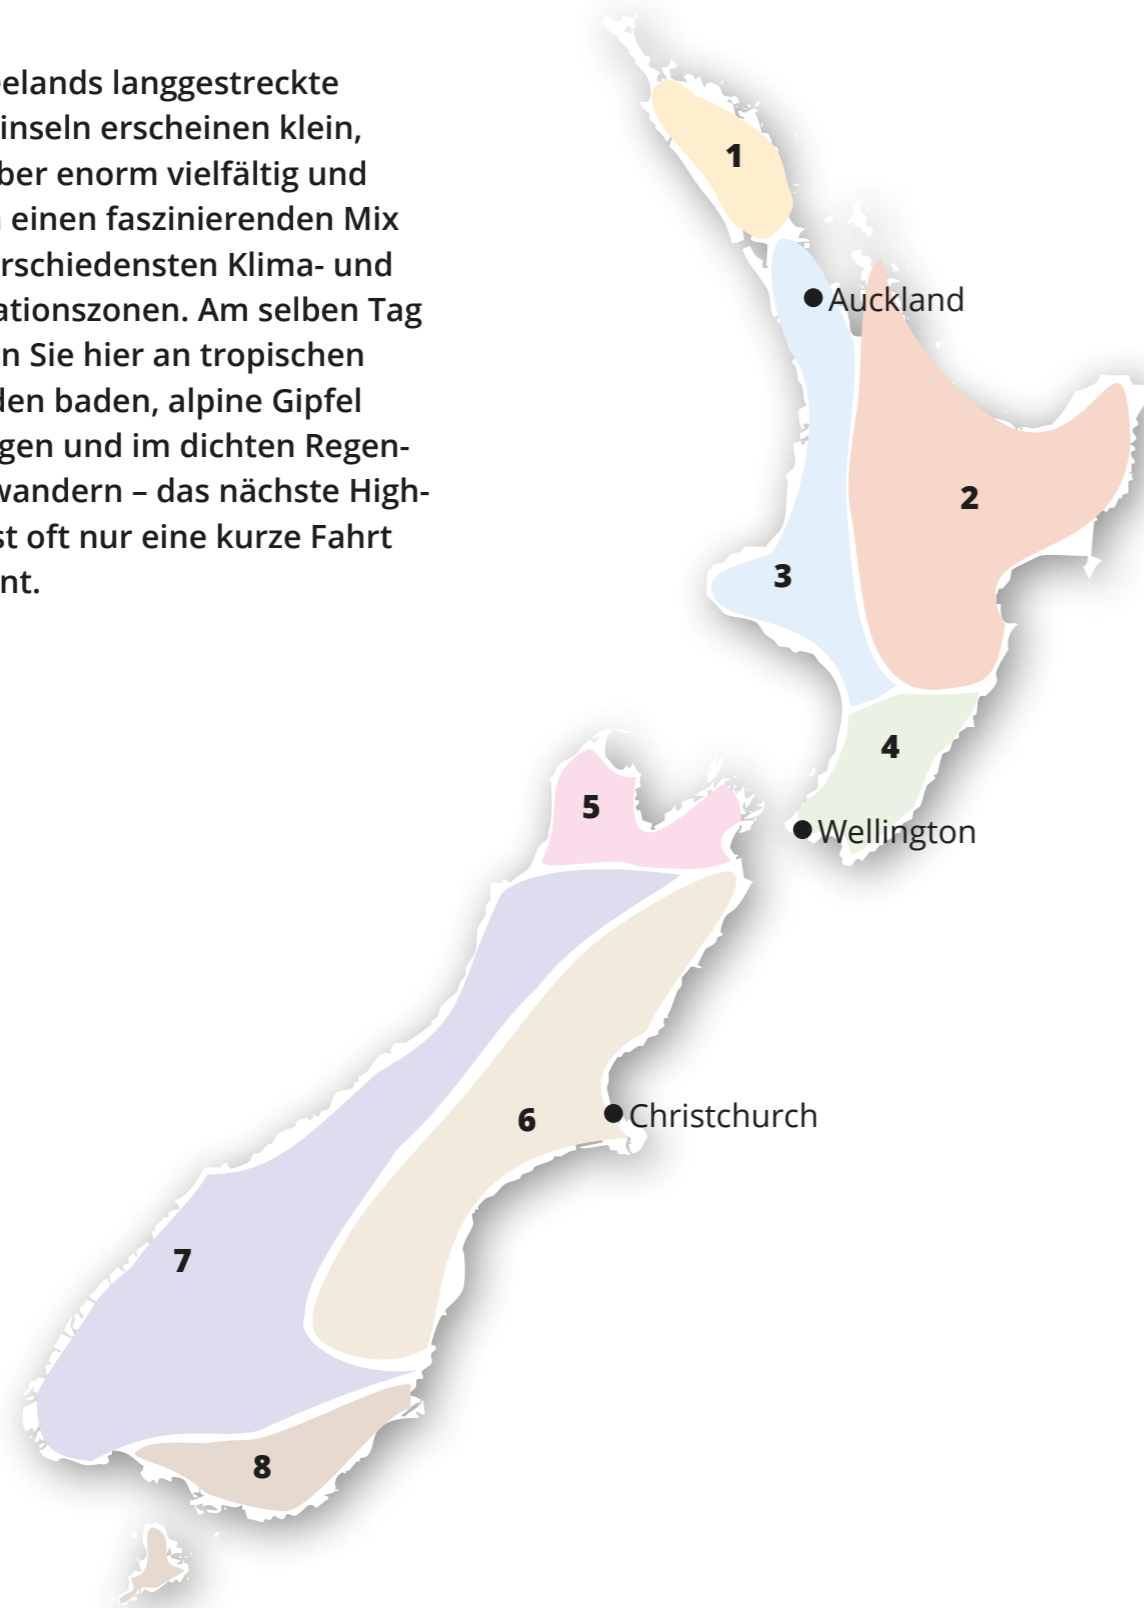 elands langgestreckte
inseln erscheinen klein,
ber enorm vielfältig und
einen faszinierenden Mix
rschiedensten Klima- und
ationszonen. Am selben Tag
n Sie hier an tropischen
den baden, alpine Gipfel
gen und im dichten Regen-
wandern – das nächste High-
st oft nur eine kurze Fahrt
nt.
1
Auckland
2
3
4
5
Wellington
6
Christchurch
7
8